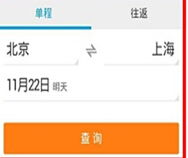 单程 往返
北京 上海
11月22日 明天
查 询